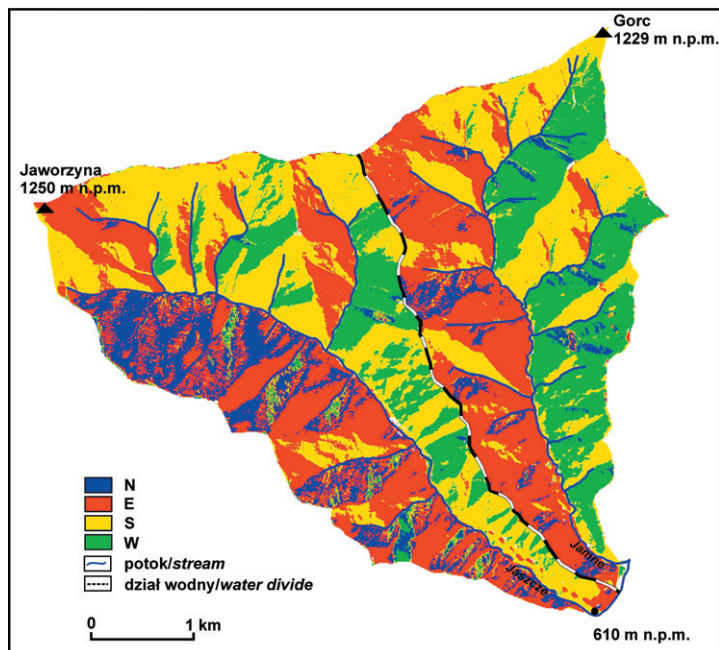 Gorc
1229 m n.p.m.
Jaworzyna
1250 m n.p.m.
N
E
S
W
potok/stream
dział wodny/water divide
0 1 km
Jamne
Jaszcze
610 m n.p.m.